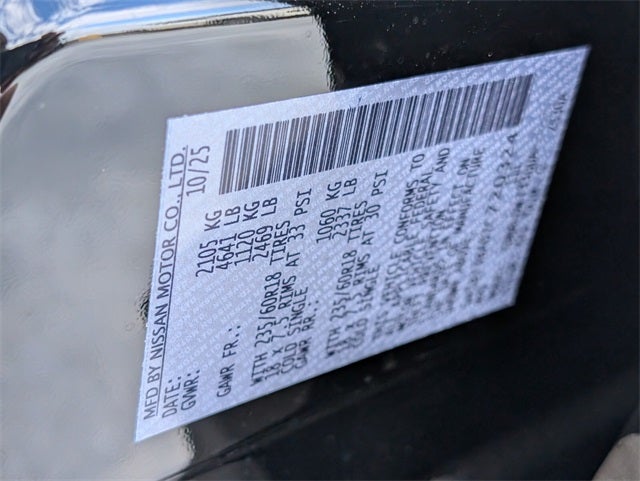 MFD BY NISSAN MOTOR CO., LTD.
DATE: 10/25
GVWR: 2105 KG
4641 LB
GAWR FR.: 1120 KG
2469 LB
WITH 235/60R18 TIRES
18 X 7.5 RIMS AT 33 PSI
COLD SINGLE
GAWR RR.: 1060 KG
2337 LB
WITH 235/60R18 TIRES
18 X 7.5 RIMS AT 30 PSI
COLD SINGLE
THIS VEHICLE CONFORMS TO
ALL APPLICABLE FEDERAL
SAFETY AND
EFFECT ON
MANUFACTURE